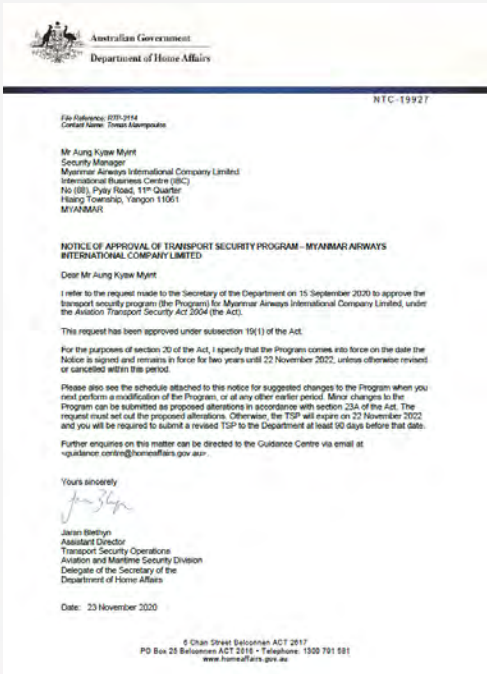 Australian Government
Department of Home Affairs
NTC-19927
File Reference: RTP-2114
Contact Name: Tomas Mavropoulos
Mr Aung Kyaw Myint
Security Manager
Myanmar Airways International Company Limited
International Business Centre (IBC)
No (88), Pyay Road, 11th Quarter
Hlaing Township, Yangon 11061
MYANMAR
NOTICE OF APPROVAL OF TRANSPORT SECURITY PROGRAM – MYANMAR AIRWAYS
INTERNATIONAL COMPANY LIMITED
Dear Mr Aung Kyaw Myint
I refer to the request made to the Secretary of the Department on 15 September 2020 to approve the
transport security program (the Program) for Myanmar Airways International Company Limited, under
the Aviation Transport Security Act 2004 (the Act).
This request has been approved under subsection 19(1) of the Act.
For the purposes of section 20 of the Act, I specify that the Program comes into force on the date the
Notice is signed and remains in force for two years until 22 November 2022, unless otherwise revised
or cancelled within this period.
Please also see the schedule attached to this notice for suggested changes to the Program when you
next perform a modification of the Program, or at any other earlier period. Minor changes to the
Program can be submitted as proposed alterations in accordance with section 23A of the Act. The
request must set out the proposed alterations. Otherwise, the TSP will expire on 22 November 2022
and you will be required to submit a revised TSP to the Department at least 90 days before that date.
Further enquiries on this matter can be directed to the Guidance Centre via email at
<guidance.centre@homeaffairs.gov.au>.
Yours sincerely
Jaran Blethyn
Assistant Director
Transport Security Operations
Aviation and Maritime Security Division
Delegate of the Secretary of the
Department of Home Affairs
Date: 23 November 2020
6 Chan Street Belconnen ACT 2617
PO Box 25 Belconnen ACT 2616 • Telephone: 1300 791 581
www.homeaffairs.gov.au